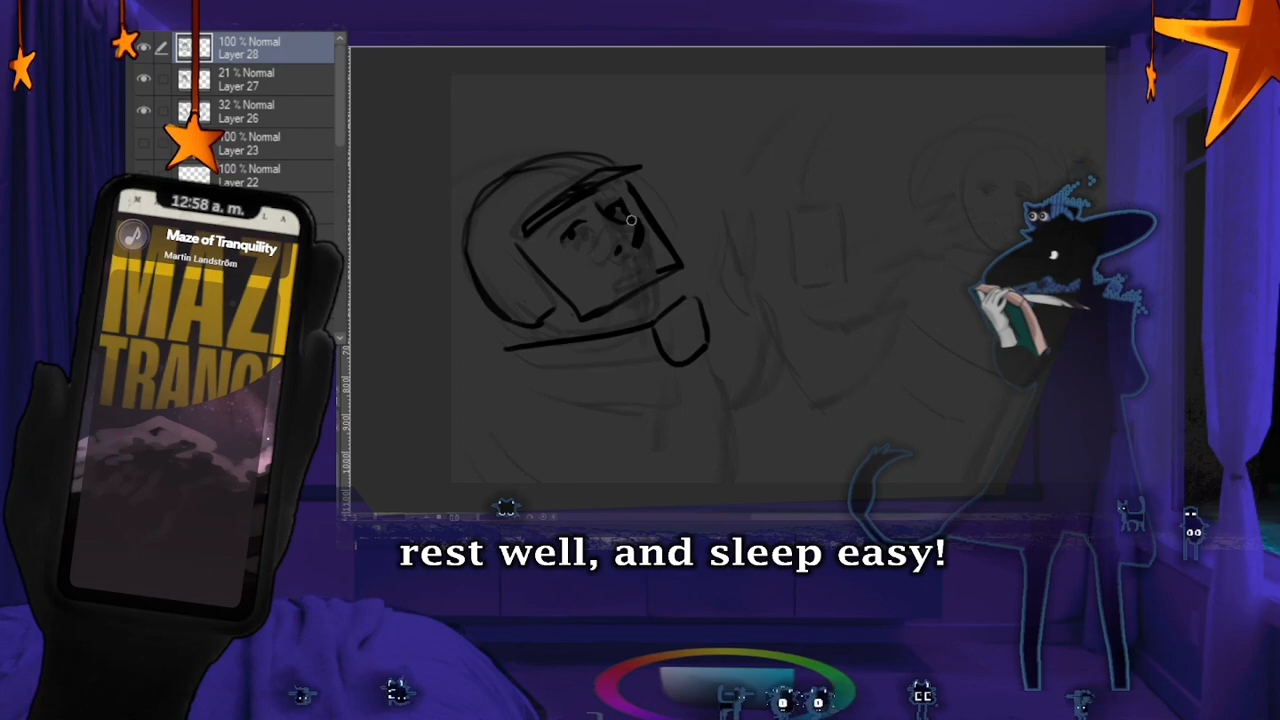 100 % Normal
Layer 28
21 % Normal
Layer 27
32 % Normal
Layer 26
00 % Normal
Layer 23
100 % Normal
Layer 22
M
12:58 a. m.
L A
Maze of Tranquility
Martin Landström
MAZ
TRANQ
rest well, and sleep easy!
CC